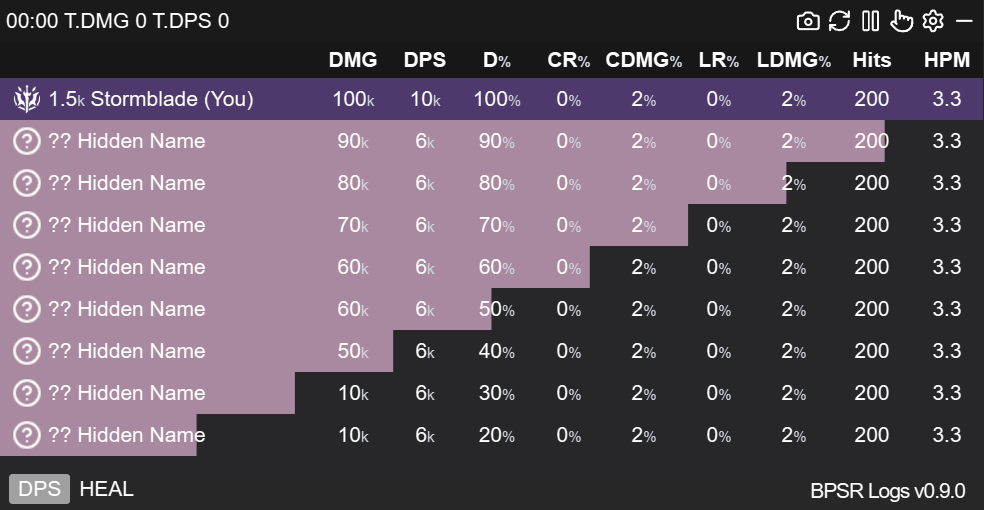 00:00 T.DMG 0 T.DPS 0
DMG DPS D% CR% CDMG% LR% LDMG% Hits HPM
1.5k Stormblade (You) 100k 10k 100% 0% 2% 0% 2% 200 3.3
?? Hidden Name 90k 6k 90% 0% 2% 0% 2% 200 3.3
?? Hidden Name 80k 6k 80% 0% 2% 0% 2% 200 3.3
?? Hidden Name 70k 6k 70% 0% 2% 0% 2% 200 3.3
?? Hidden Name 60k 6k 60% 0% 2% 0% 2% 200 3.3
?? Hidden Name 60k 6k 50% 0% 2% 0% 2% 200 3.3
?? Hidden Name 50k 6k 40% 0% 2% 0% 2% 200 3.3
?? Hidden Name 10k 6k 30% 0% 2% 0% 2% 200 3.3
?? Hidden Name 10k 6k 20% 0% 2% 0% 2% 200 3.3
DPS HEAL BPSR Logs v0.9.0